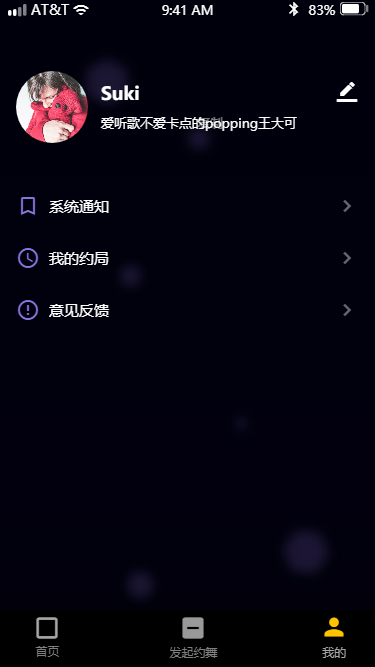 AT&T 9:41 AM 83%
Suki
爱听歌不爱卡点的popping王大可
系统通知
我的约局
意见反馈
首页 发起约舞 我的